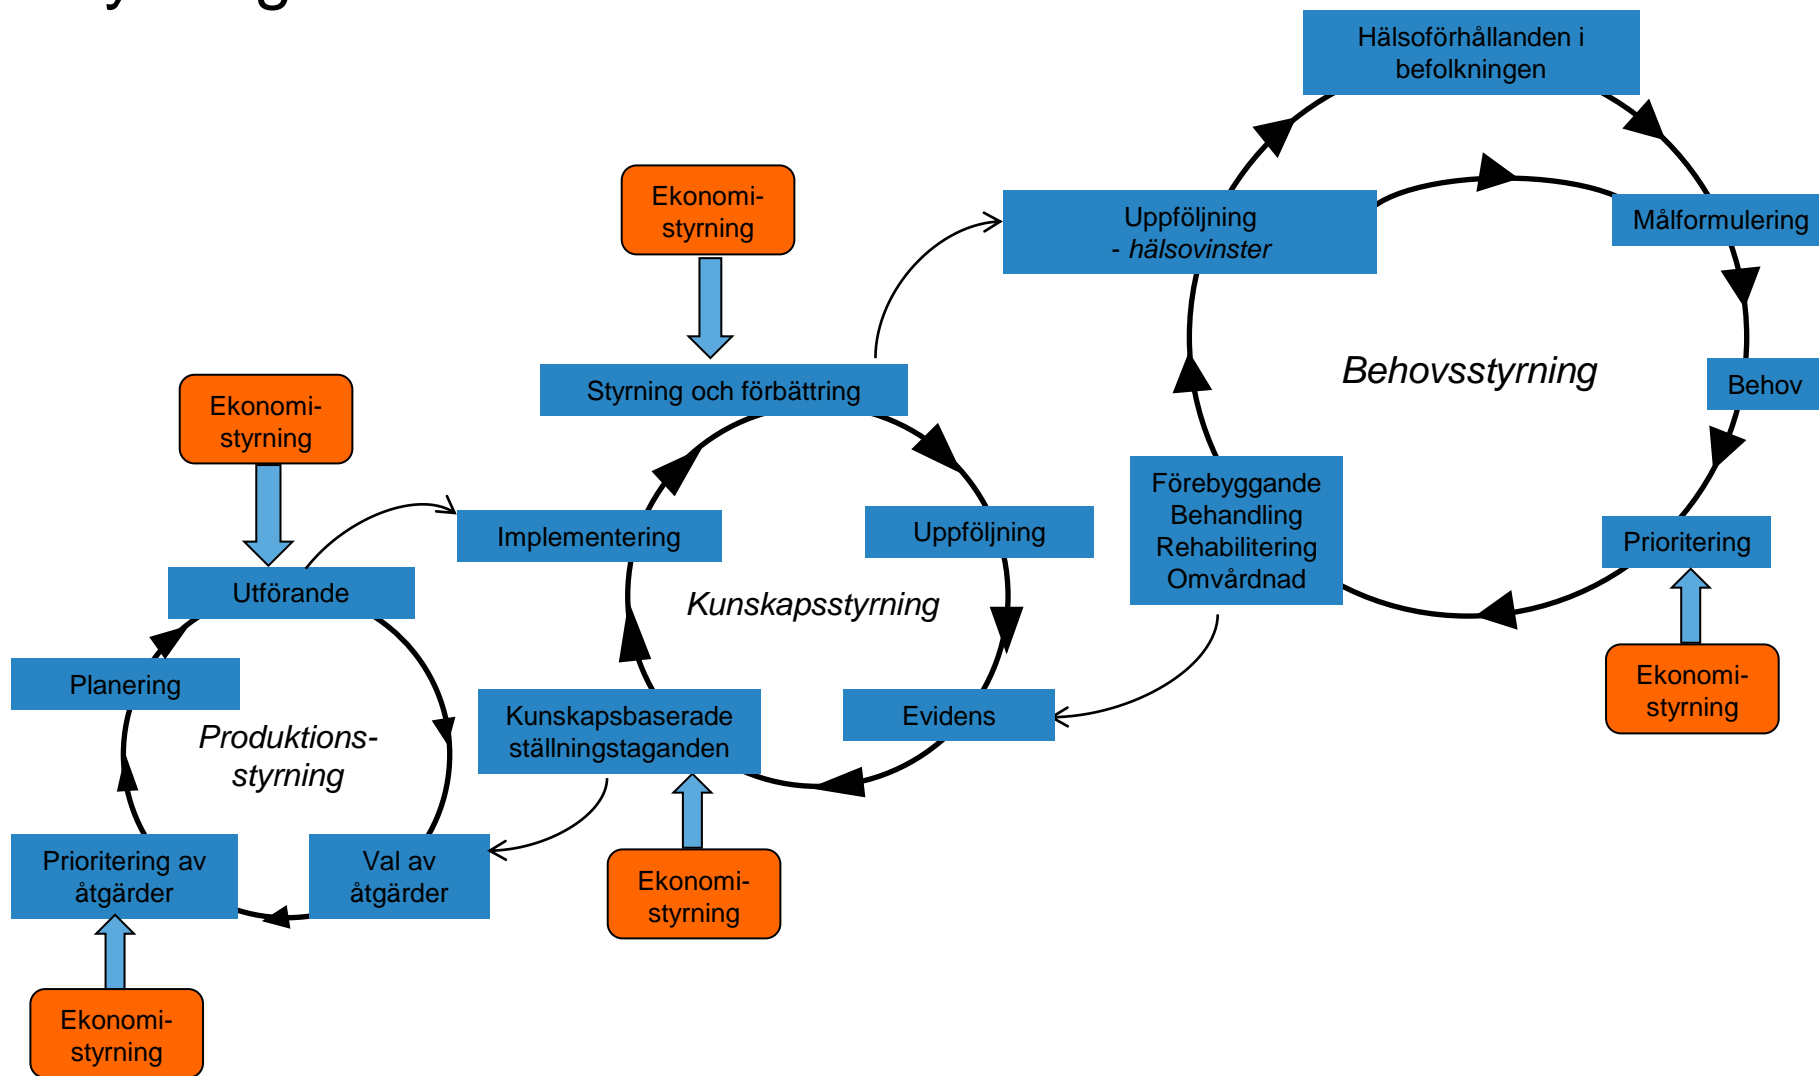 Hälsoförhållanden i
befolkningen
Ekonomi-
styrning
Uppföljning
- hälsovinster
Målformulering
Behovsstyrning
Behov
Styrning och förbättring
Ekonomi-
styrning
Förebyggande
Behandling
Rehabilitering
Omvårdnad
Prioritering
Implementering
Uppföljning
Utförande
Kunskapsstyrning
Ekonomi-
styrning
Planering
Kunskapsbaserade
ställningstaganden
Evidens
Produktions-
styrning
Prioritering av
åtgärder
Val av
åtgärder
Ekonomi-
styrning
Ekonomi-
styrning